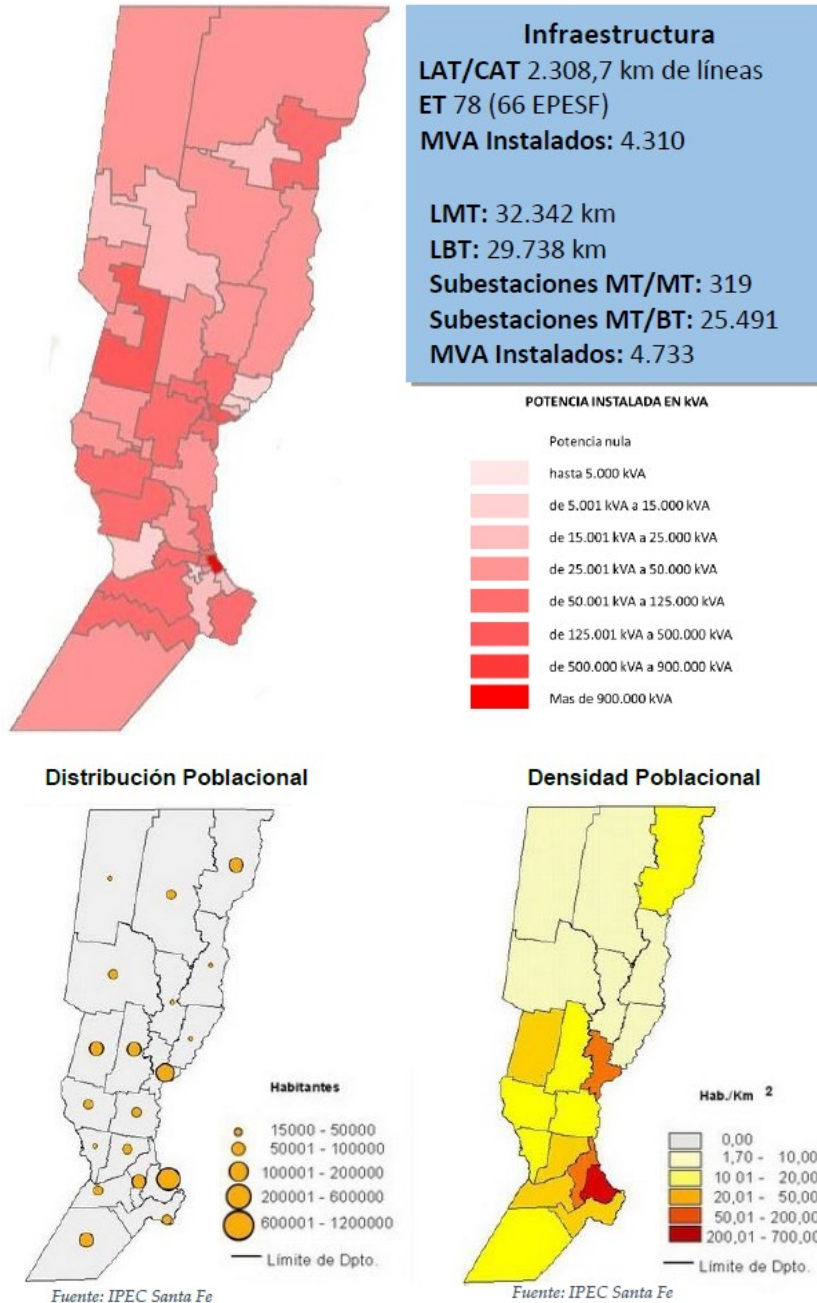 Infraestructura
LAT/CAT 2.308,7 km de líneas
ET 78 (66 EPESF)
MVA Instalados: 4.310
LMT: 32.342 km
LBT: 29.738 km
Subestaciones MT/MT: 319
Subestaciones MT/BT: 25.491
MVA Instalados: 4.733
POTENCIA INSTALADA EN kVA
Potencia nula
hasta 5.000 kVA
de 5.001 kVA a 15.000 kVA
de 15.001 kVA a 25.000 kVA
de 25.001 kVA a 50.000 kVA
de 50.001 kVA a 125.000 kVA
de 125.001 kVA a 500.000 kVA
de 500.000 kVA a 900.000 kVA
Mas de 900.000 kVA
Distribución Poblacional
Habitantes
15000 - 50000
50001 - 100000
100001 - 200000
200001 - 600000
600001 - 1200000
Límite de Dpto.
Fuente: IPEC Santa Fe
Densidad Poblacional
Hab./Km 2
0,00
1,70 - 10,00
10 01 - 20,00
20,01 - 50,00
50,01 - 200,00
200,01 - 700,00
Límite de Dpto.
Fuente: IPEC Santa Fe